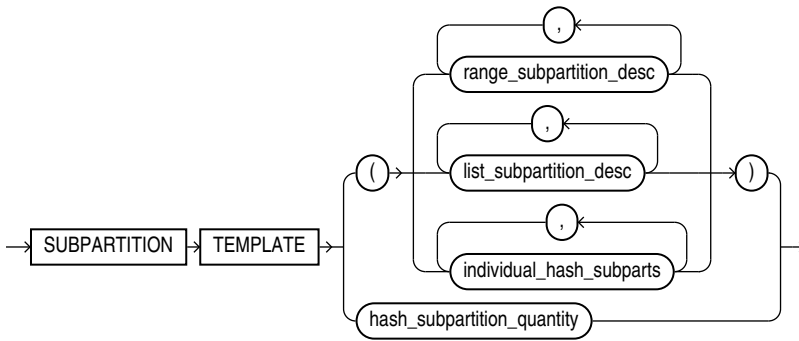 ,
range_subpartition_desc
,
( list_subpartition_desc )
SUBPARTITION TEMPLATE
,
individual_hash_subparts
hash_subpartition_quantity